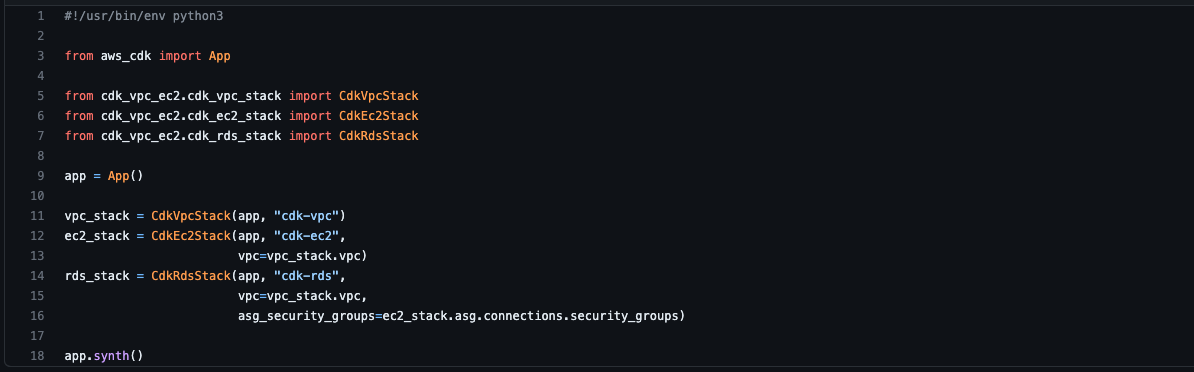 1 #!/usr/bin/env python3
2
3 from aws_cdk import App
4
5 from cdk_vpc_ec2.cdk_vpc_stack import CdkVpcStack
6 from cdk_vpc_ec2.cdk_ec2_stack import CdkEc2Stack
7 from cdk_vpc_ec2.cdk_rds_stack import CdkRdsStack
8
9 app = App()
10
11 vpc_stack = CdkVpcStack(app, "cdk-vpc")
12 ec2_stack = CdkEc2Stack(app, "cdk-ec2",
13                         vpc=vpc_stack.vpc)
14 rds_stack = CdkRdsStack(app, "cdk-rds",
15                         vpc=vpc_stack.vpc,
16                         asg_security_groups=ec2_stack.asg.connections.security_groups)
17
18 app.synth()